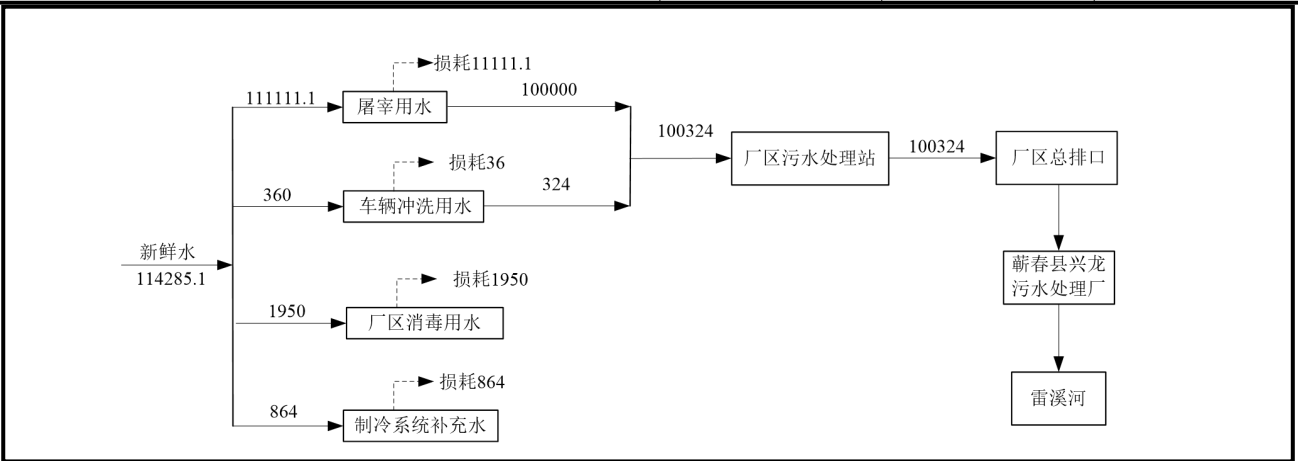 损耗11111.1
111111.1
屠宰用水
100000
损耗36
360
车辆冲洗用水
324
100324
厂区污水处理站
100324
厂区总排口
新鲜水
114285.1
损耗1950
1950
厂区消毒用水
蕲春县兴龙
污水处理厂
损耗864
864
制冷系统补充水
雷溪河